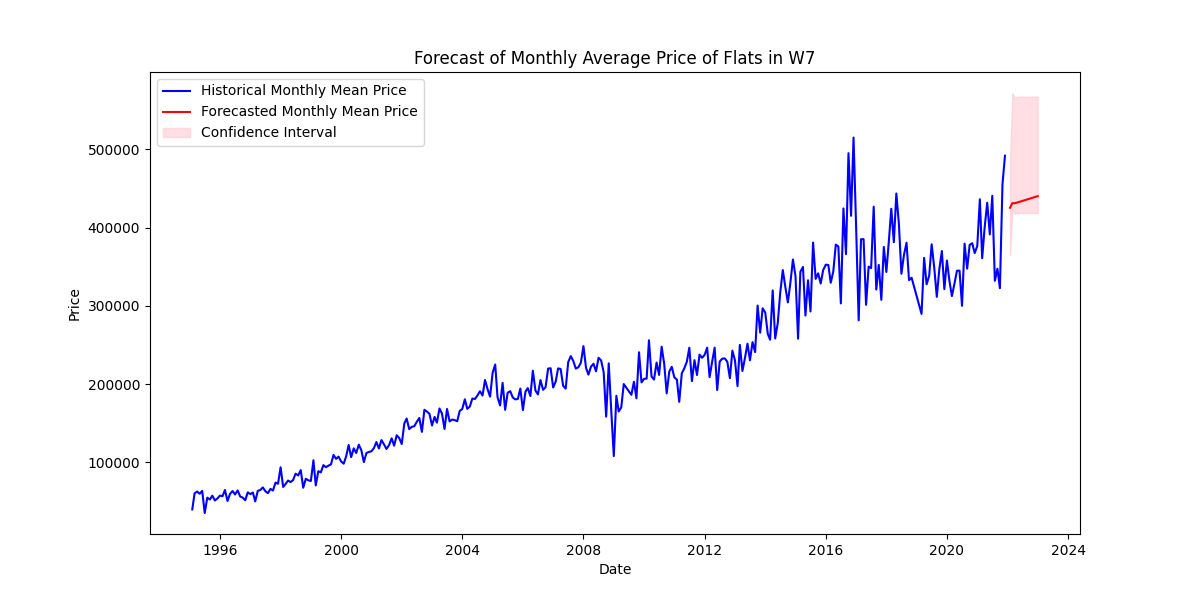 Forecast of Monthly Average Price of Flats in W7
Historical Monthly Mean Price
Forecasted Monthly Mean Price
Confidence Interval
Price
500000
400000
300000
200000
100000
1996 2000 2004 2008 2012 2016 2020 2024
Date